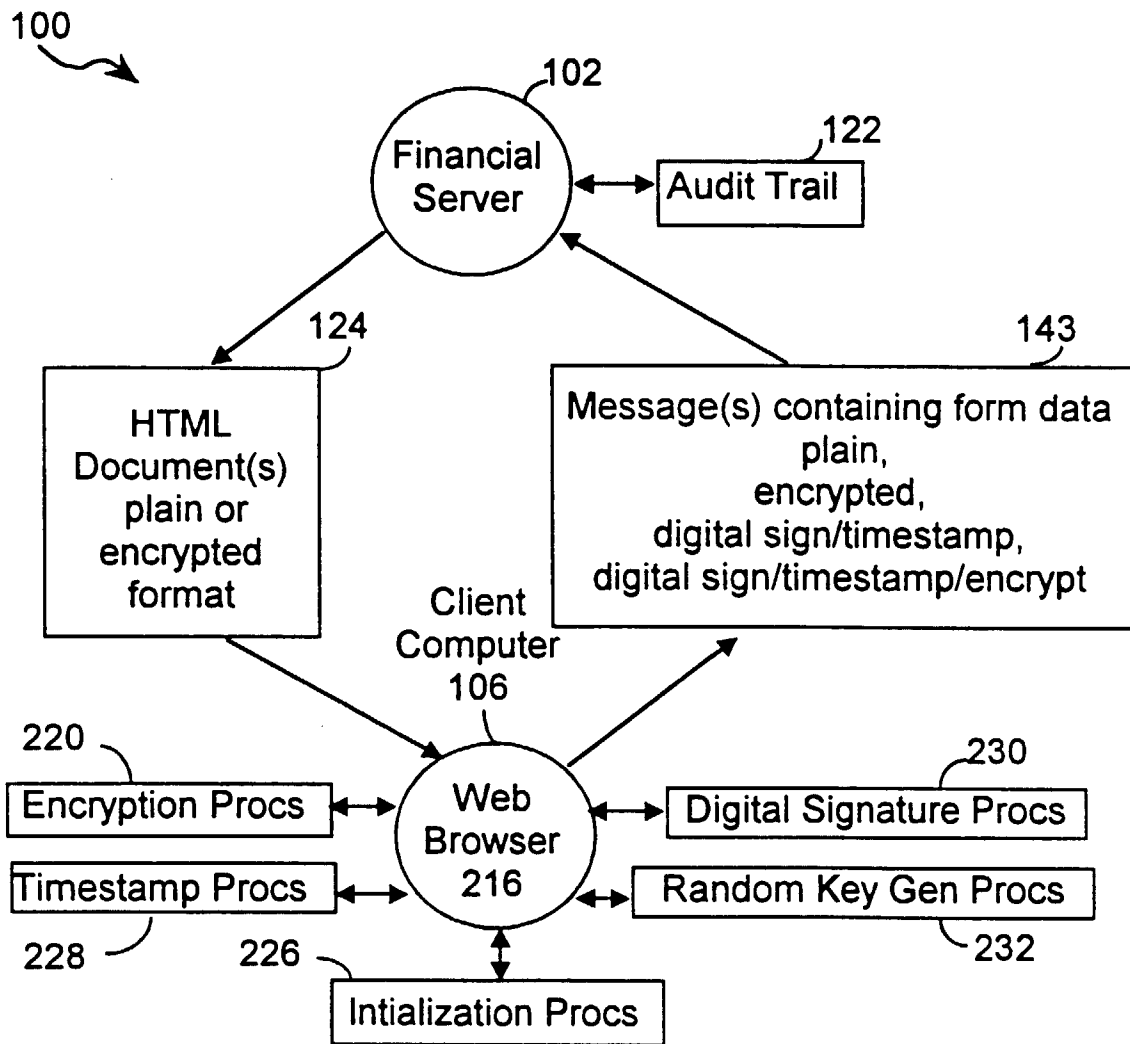 100
102
Financial
Server
122
Audit Trail
124
HTML
Document(s)
plain or
encrypted
format
143
Message(s) containing form data
plain,
encrypted,
digital sign/timestamp,
digital sign/timestamp/encrypt
Client
Computer
106
220
Encryption Procs
Web
Browser
216
230
Digital Signature Procs
Timestamp Procs
228
Random Key Gen Procs
232
226
Intialization Procs